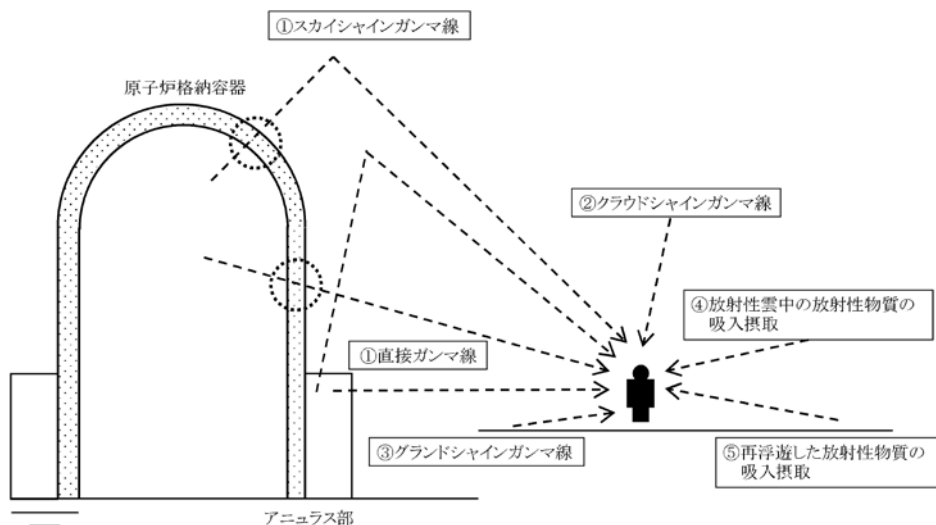 ①スカイシャインガンマ線
原子炉格納容器
②クラウドシャインガンマ線
④放射性雲中の放射性物質の
吸入摂取
①直接ガンマ線
③グランドシャインガンマ線
⑤再浮遊した放射性物質の
吸入摂取
アニュラス部